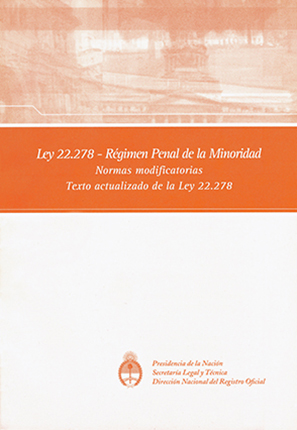 Ley 22.278 - Régimen Penal de la Minoridad
Normas modificatorias
Texto actualizado de la Ley 22.278
Presidencia de la Nación
Secretaría Legal y Técnica
Dirección Nacional del Registro Oficial